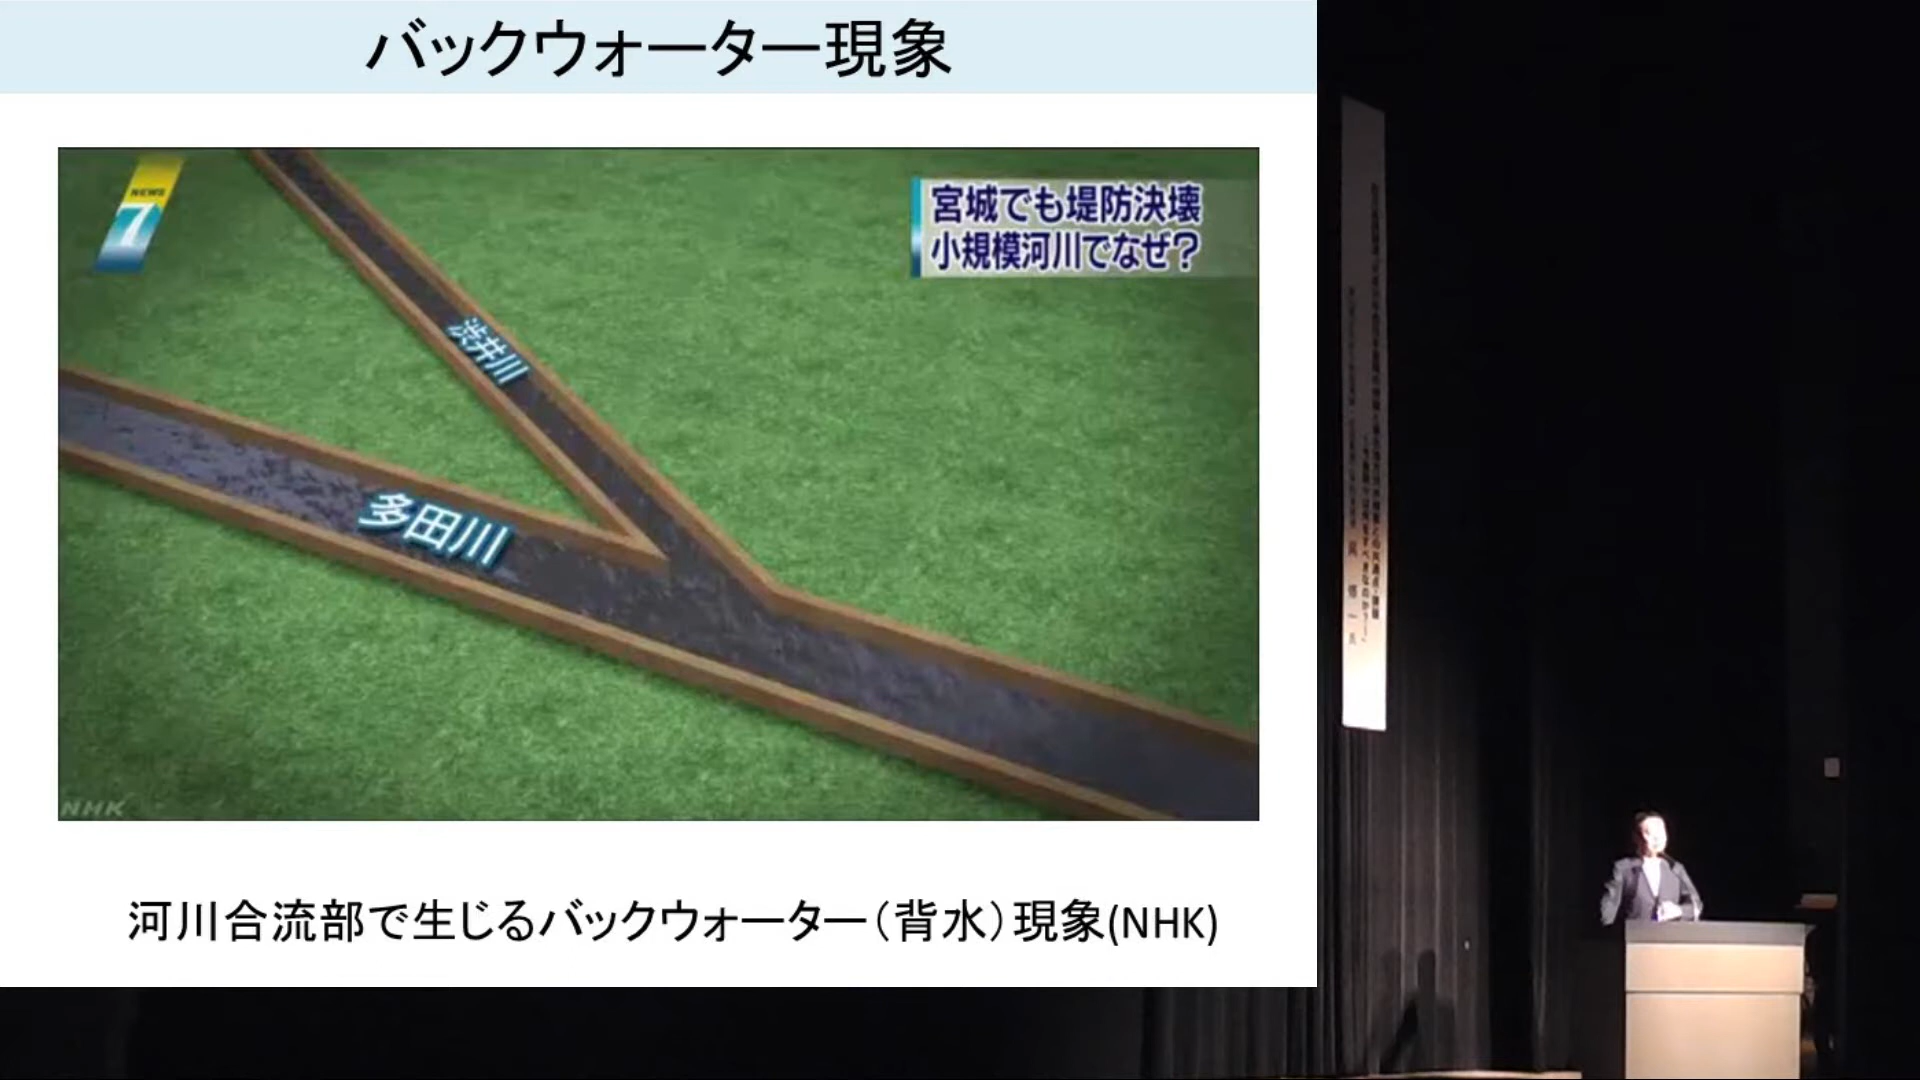 バックウォーター現象
NEWS
7
宮城でも堤防決壊
小規模河川でなぜ？
渋井川
多田川
NHK
河川合流部で生じるバックウォーター（背水）現象(NHK)